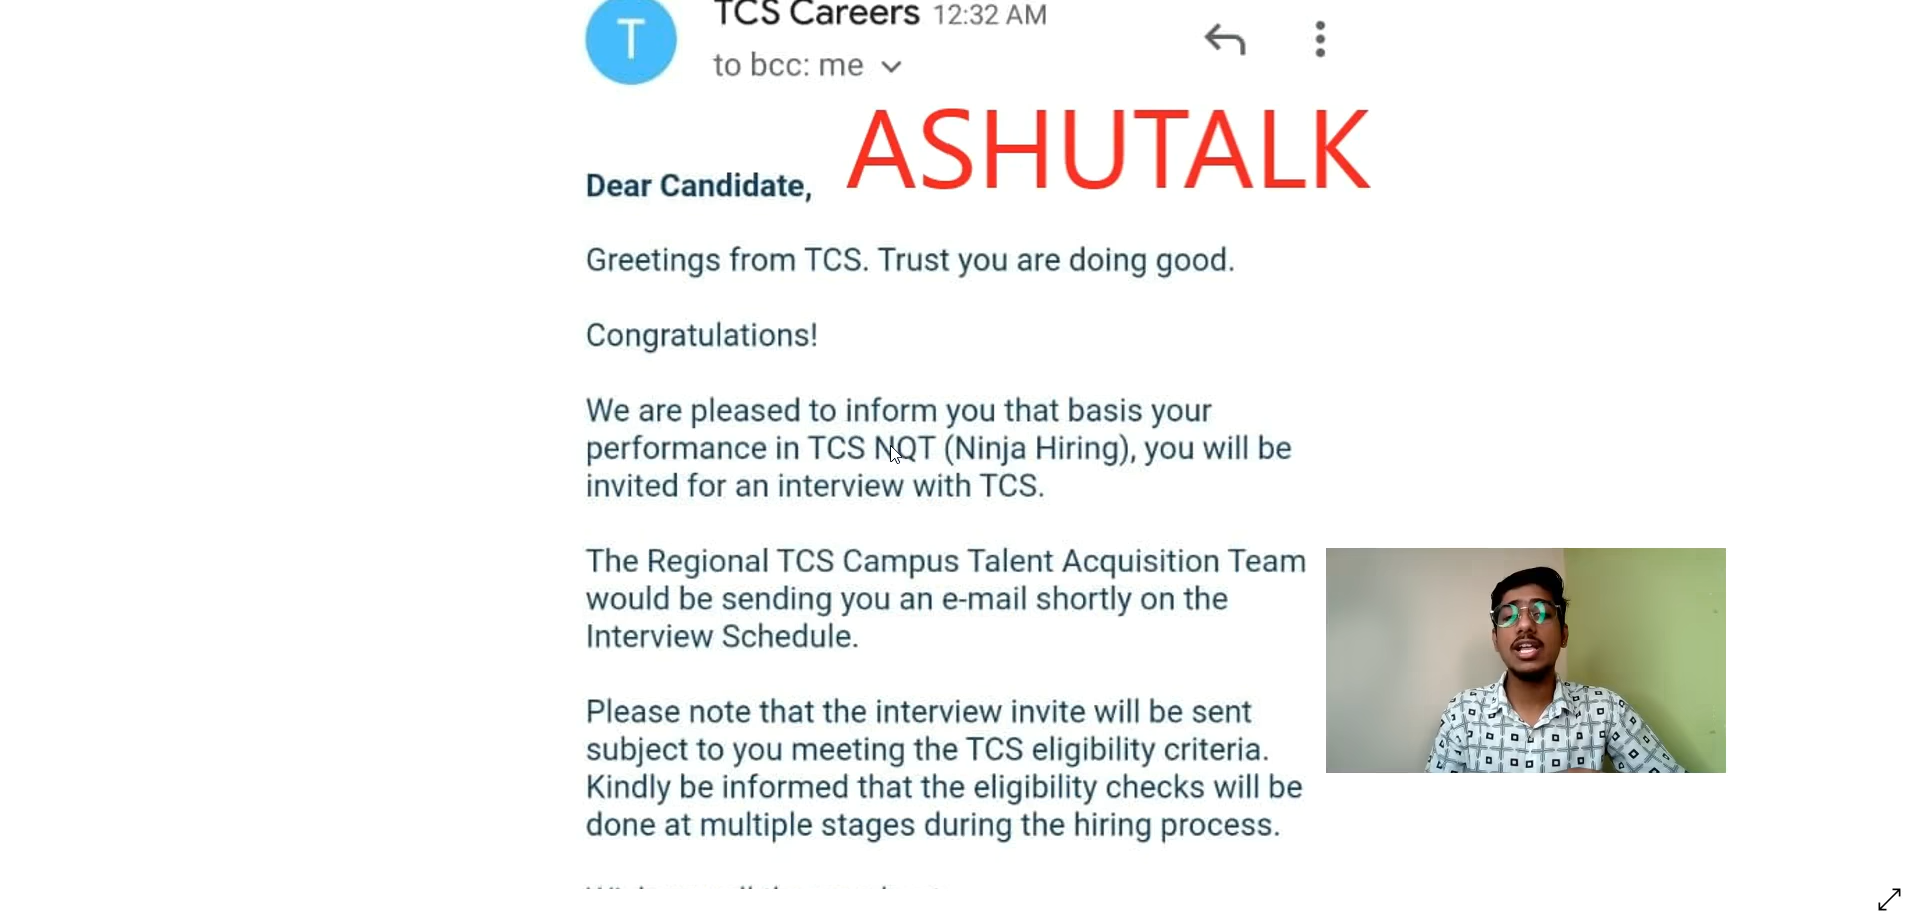 TCS Careers 12:32 AM
T
to bcc: me
ASHUTALK
Dear Candidate,
Greetings from TCS. Trust you are doing good.
Congratulations!
We are pleased to inform you that basis your
performance in TCS NQT (Ninja Hiring), you will be
invited for an interview with TCS.
The Regional TCS Campus Talent Acquisition Team
would be sending you an e-mail shortly on the
Interview Schedule.
Please note that the interview invite will be sent
subject to you meeting the TCS eligibility criteria.
Kindly be informed that the eligibility checks will be
done at multiple stages during the hiring process.